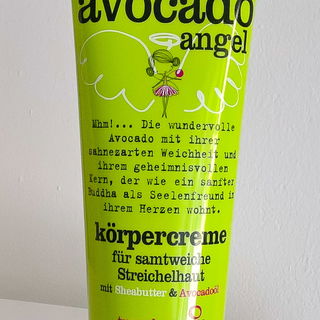 avocado
angel
Mhm!... Die wundervolle
Avocado mit ihrer
sahnezarten Weichheit und
ihrem geheimnisvollen
Kern, der wie ein sanfter
Buddha als Seelenfreund in
ihrem Herzen wohnt.
körpercreme
für samtweiche
Streichelhaut
mit Sheabutter & Avocadoöl